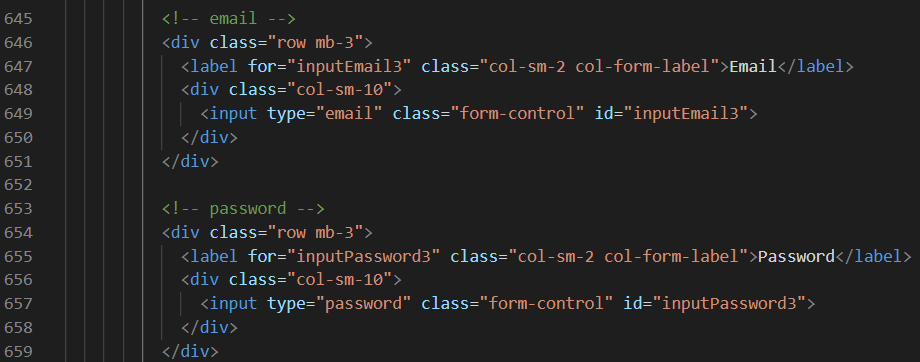 645 <!-- email -->
646 <div class="row mb-3">
647 <label for="inputEmail3" class="col-sm-2 col-form-label">Email</label>
648 <div class="col-sm-10">
649 <input type="email" class="form-control" id="inputEmail3">
650 </div>
651 </div>
652
653 <!-- password -->
654 <div class="row mb-3">
655 <label for="inputPassword3" class="col-sm-2 col-form-label">Password</label>
656 <div class="col-sm-10">
657 <input type="password" class="form-control" id="inputPassword3">
658 </div>
659 </div>